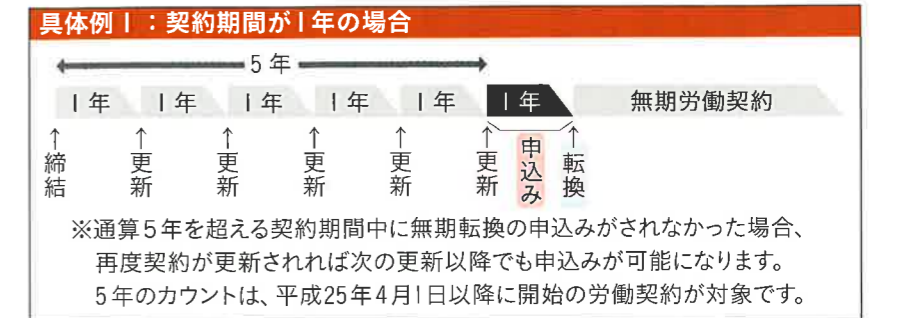 具体例1：契約期間が1年の場合
5年
1年 1年 1年 1年 1年 1年 無期労働契約
締結 更新 更新 更新 更新 更新 申込み 転換
※通算5年を超える契約期間中に無期転換の申込みがされなかった場合、
再度契約が更新されれば次の更新以降でも申込みが可能になります。
5年のカウントは、平成25年4月1日以降に開始の労働契約が対象です。